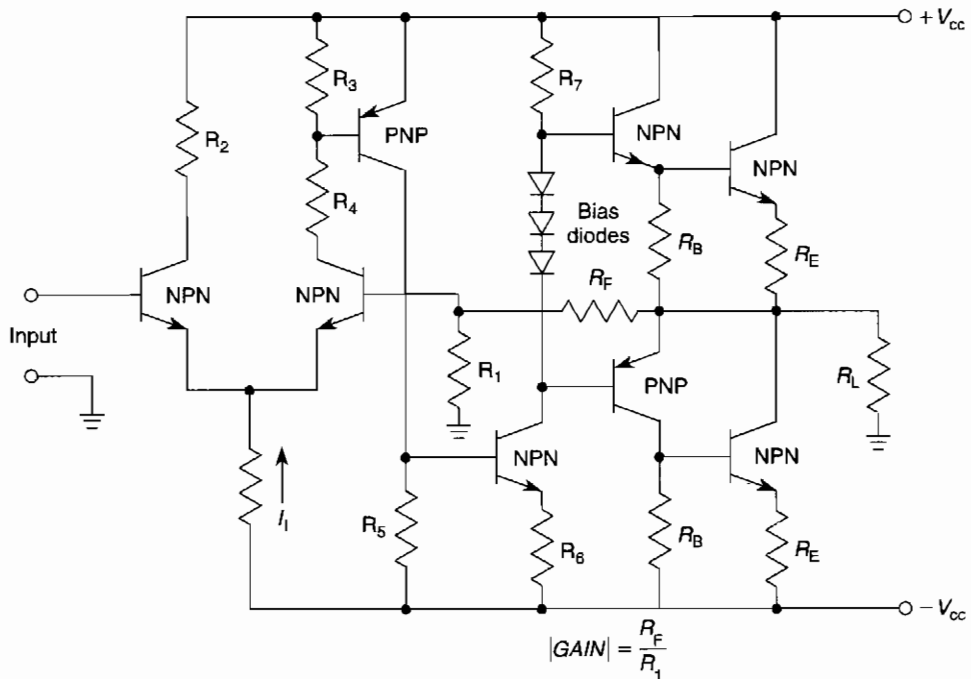 +V_cc
R_3
R_7
R_2
PNP
NPN
NPN
R_4
Bias
diodes
R_B
R_E
R_F
NPN
NPN
Input
R_1
PNP
R_L
NPN
NPN
I_I
R_5
R_6
R_B
R_E
−V_cc
|GAIN| = R_F / R_1